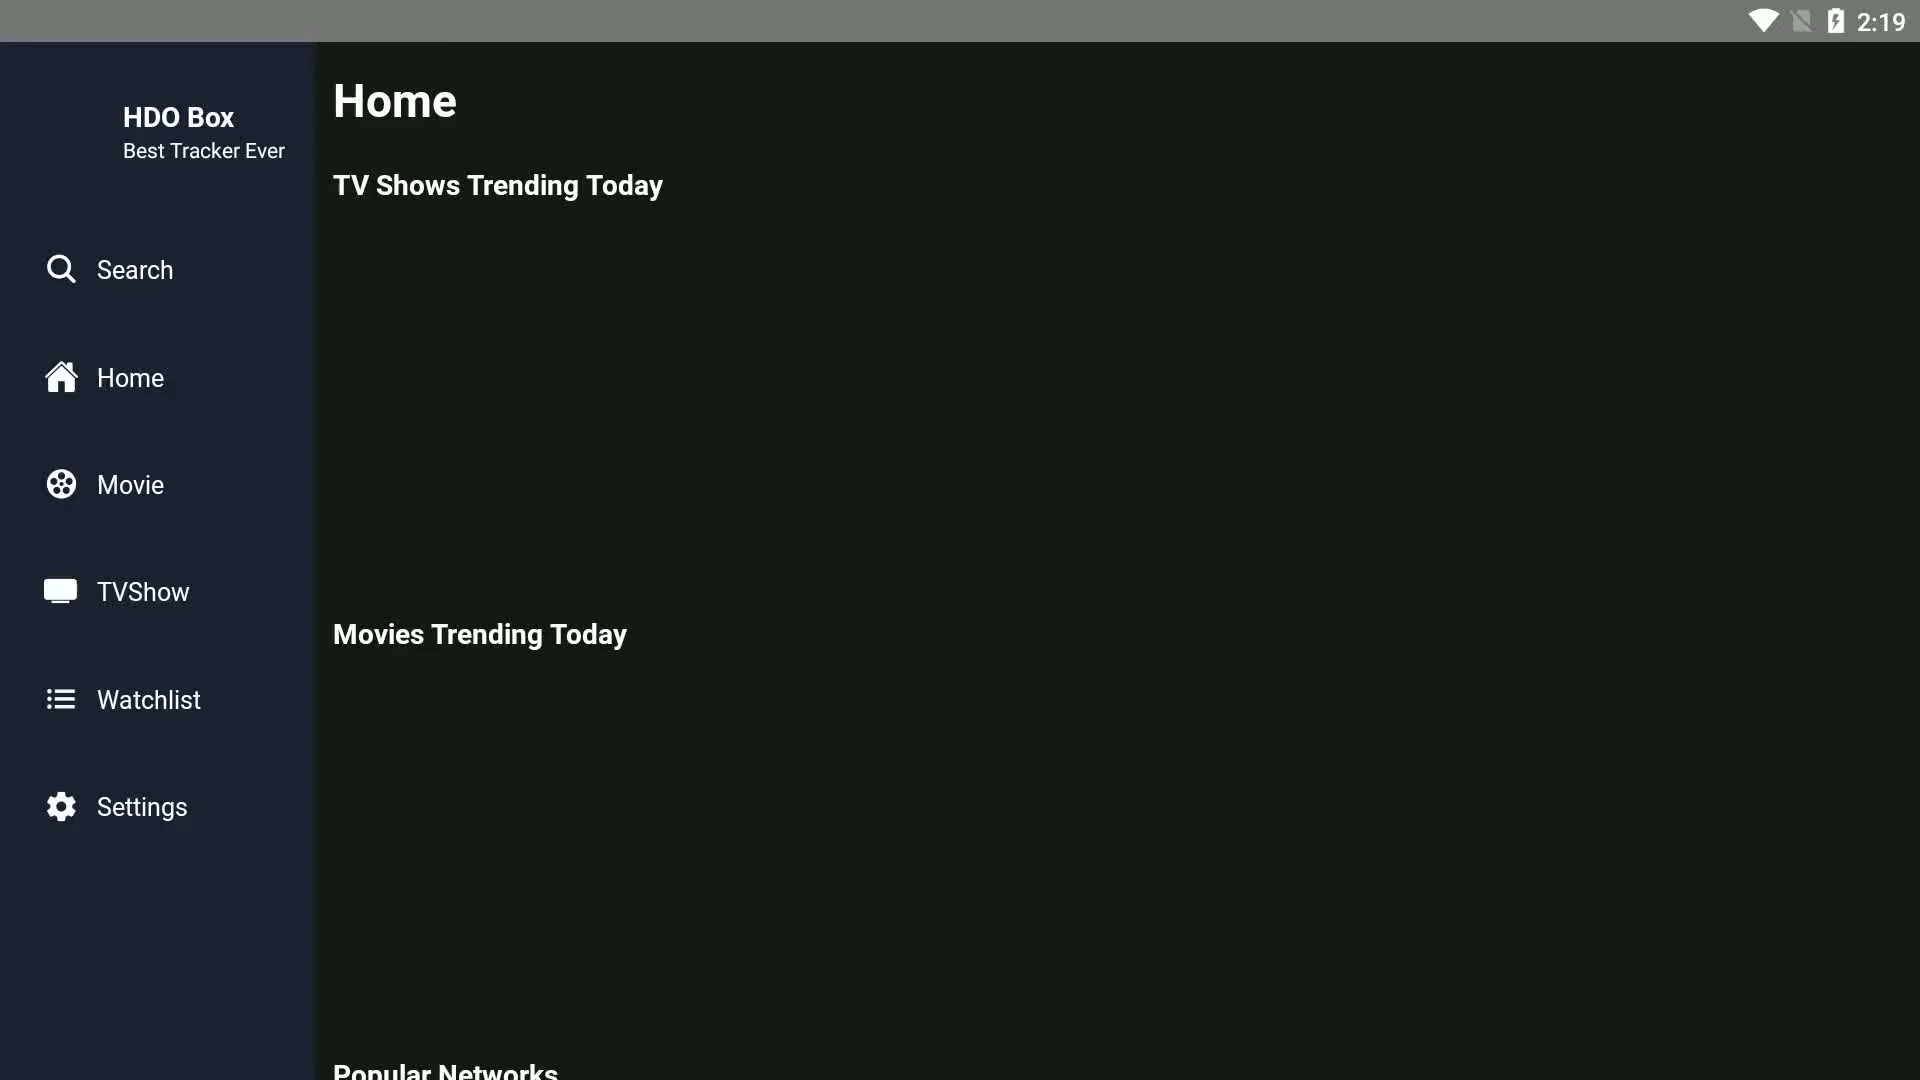 2:19
HDO Box
Best Tracker Ever
Search
Home
Movie
TVShow
Watchlist
Settings
Home
TV Shows Trending Today
Movies Trending Today
Popular Networks